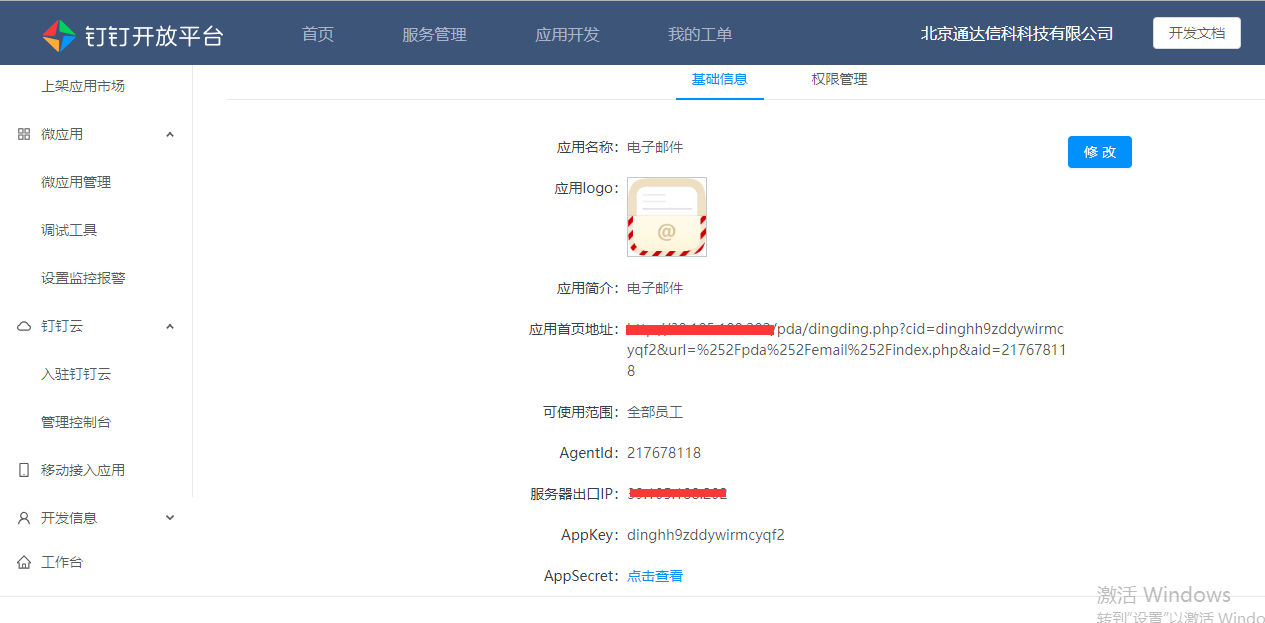 钉钉开放平台
首页
服务管理
应用开发
我的工单
北京通达信科科技有限公司
开发文档
上架应用市场
微应用
微应用管理
调试工具
设置监控报警
钉钉云
入驻钉钉云
管理控制台
移动接入应用
开发信息
工作台
基础信息
权限管理
应用名称: 电子邮件
修 改
应用logo:
@
应用简介: 电子邮件
应用首页地址: /pda/dingding.php?cid=dinghh9zddywirmc
yqf2&url=%252Fpda%252Femail%252Findex.php&aid=21767811
8
可使用范围: 全部员工
AgentId: 217678118
服务器出口IP:
AppKey: dinghh9zddywirmcyqf2
AppSecret: 点击查看
激活 Windows
转到"设置"以激活 Windo